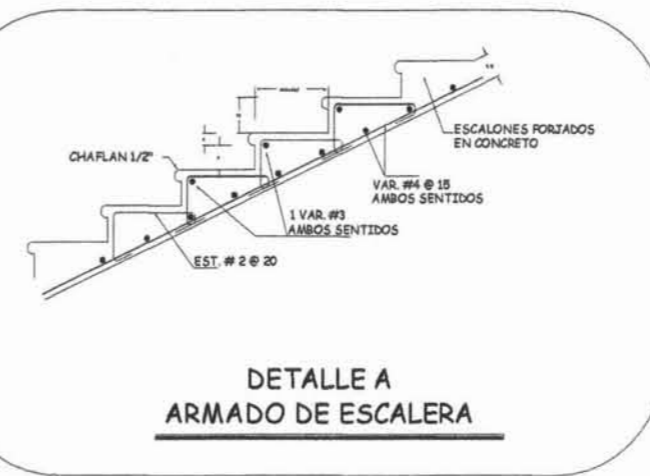 CHAFLAN 1/2"
ESCALONES FORJADOS
EN CONCRETO
VAR. #4 @ 15
AMBOS SENTIDOS
1 VAR. #3
AMBOS SENTIDOS
EST. # 2 @ 20
DETALLE A
ARMADO DE ESCALERA